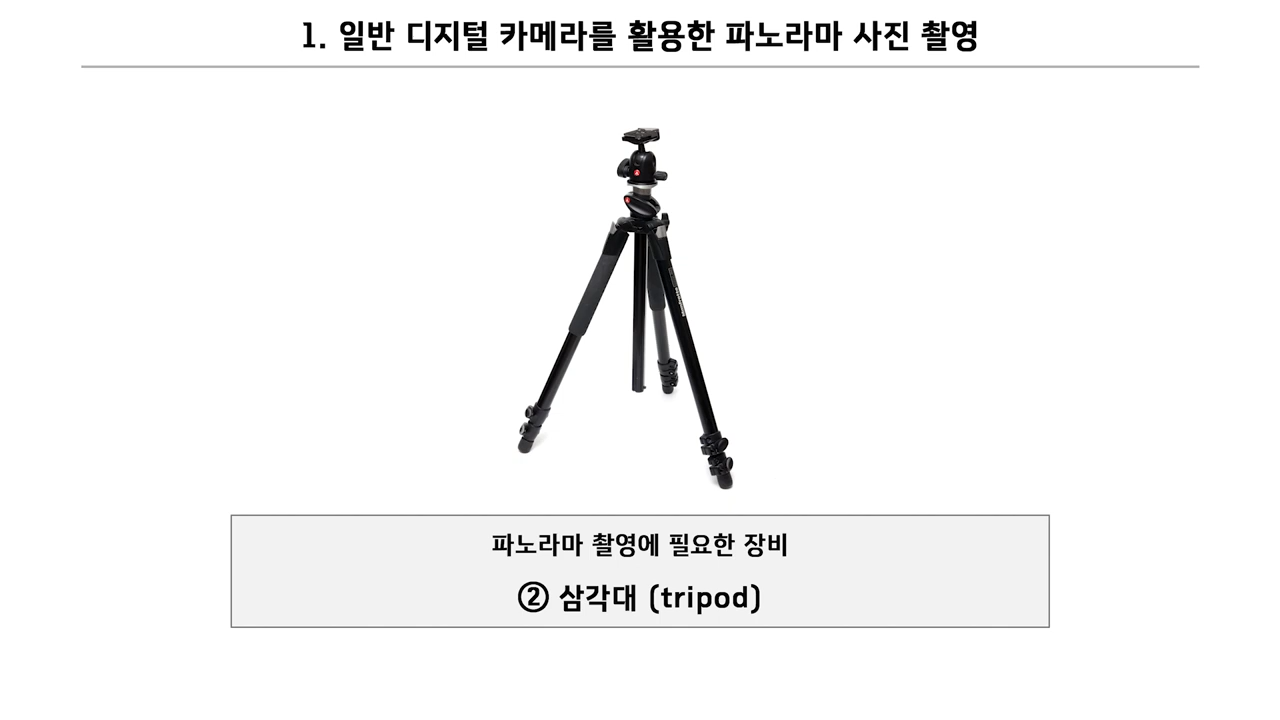 1. 일반 디지털 카메라를 활용한 파노라마 사진 촬영
파노라마 촬영에 필요한 장비
② 삼각대 (tripod)